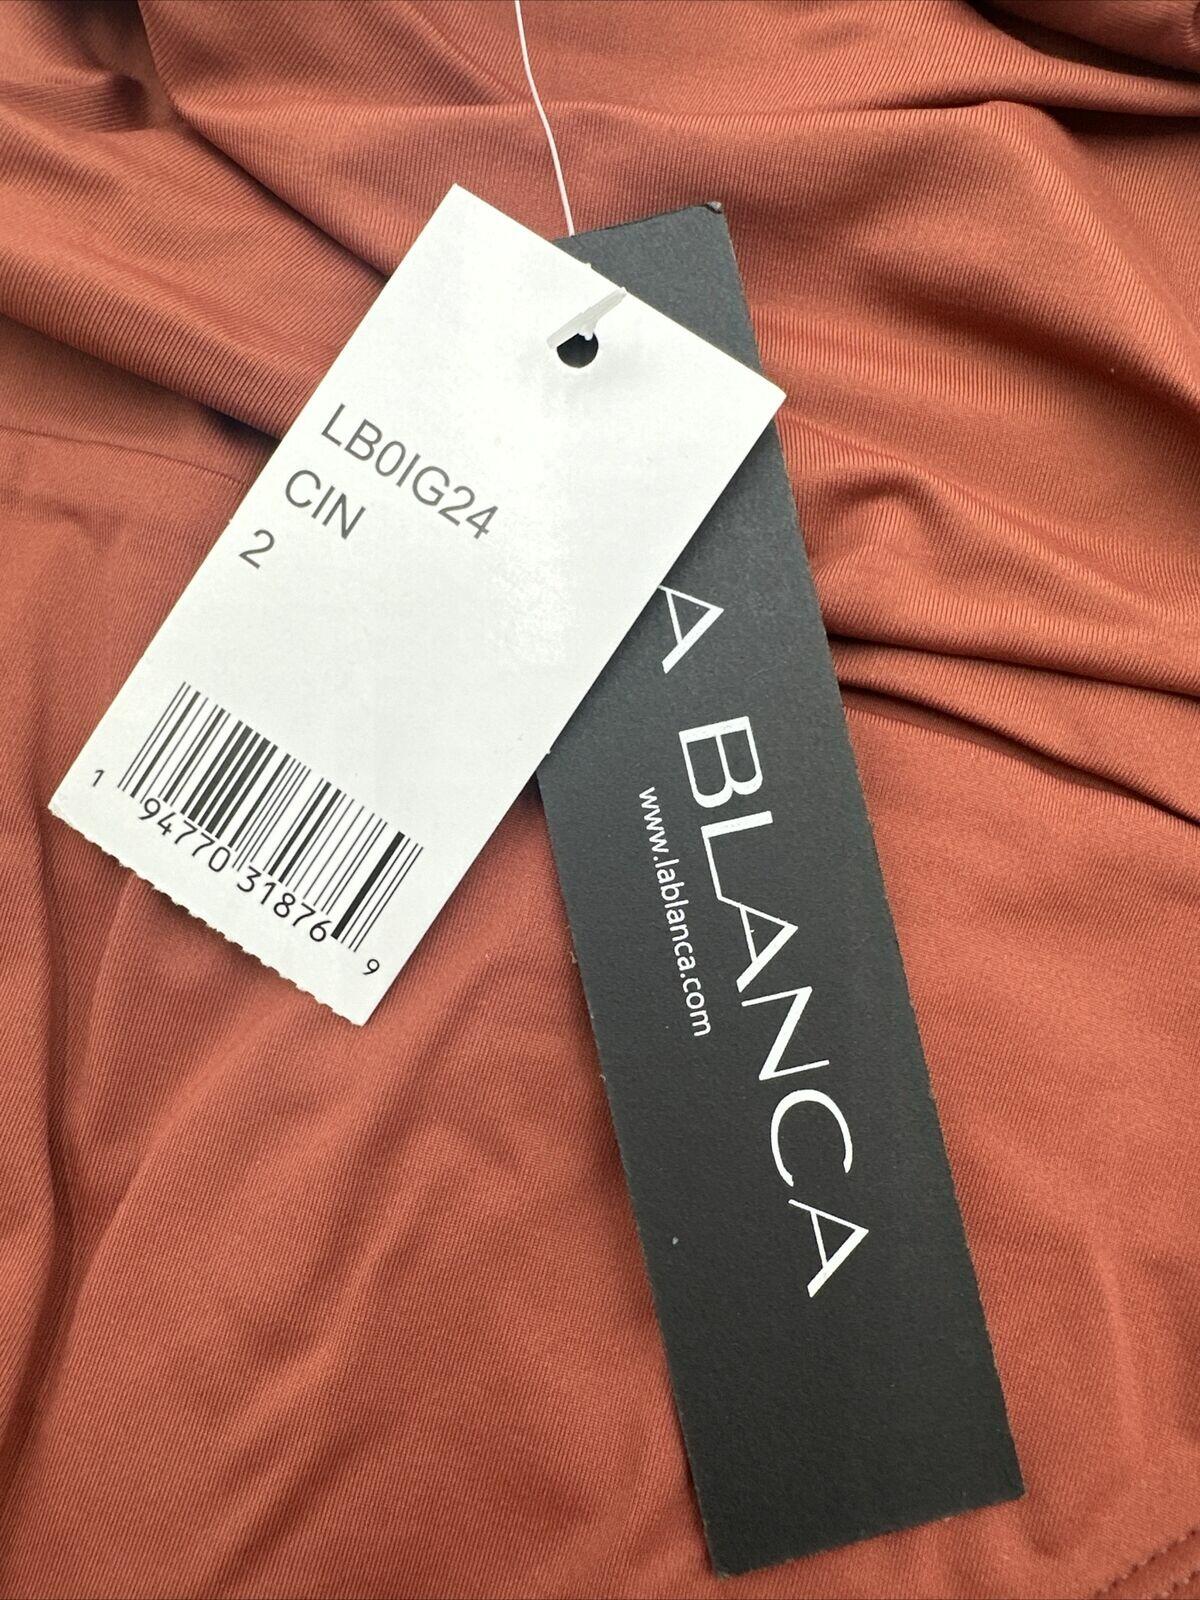 LB0IG24
CIN
2
1 94770 31876 9
A BLANCA
www.lablanca.com